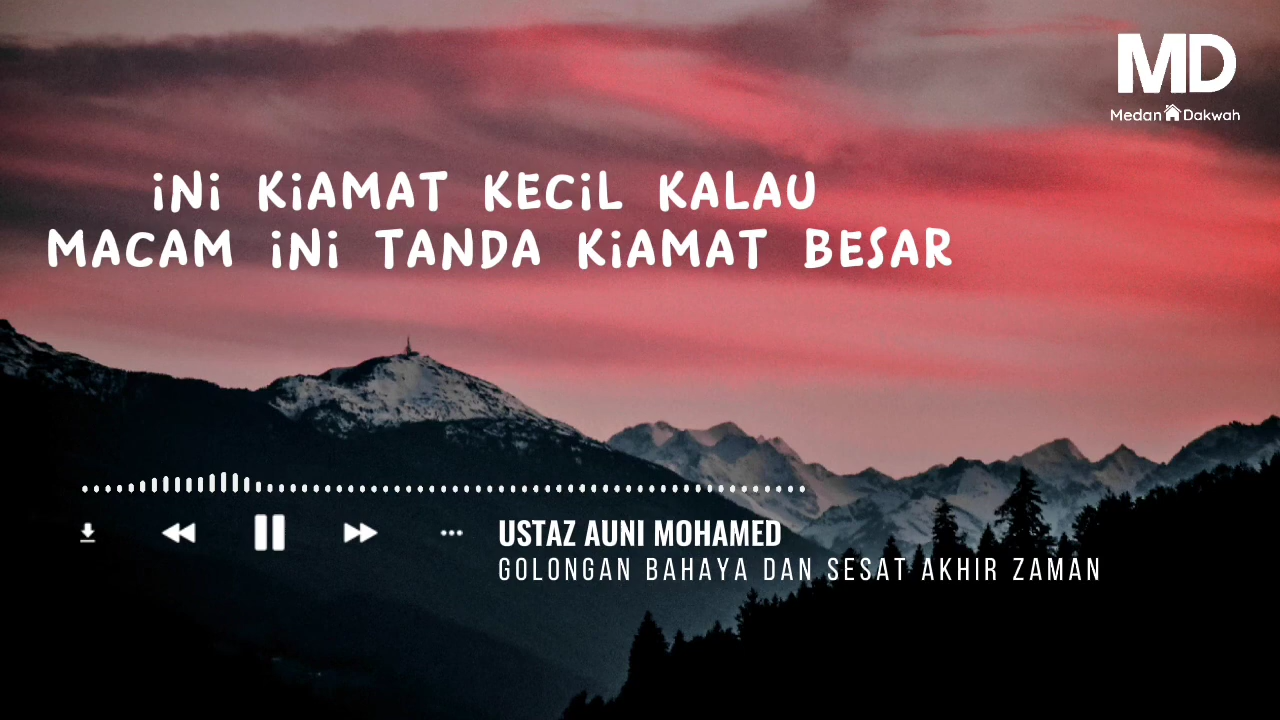 MD
Medan Dakwah
iNi KiAMAT KECiL KALAU
MACAM iNi TANDA KiAMAT BESAR
USTAZ AUNI MOHAMED
GOLONGAN BAHAYA DAN SESAT AKHIR ZAMAN